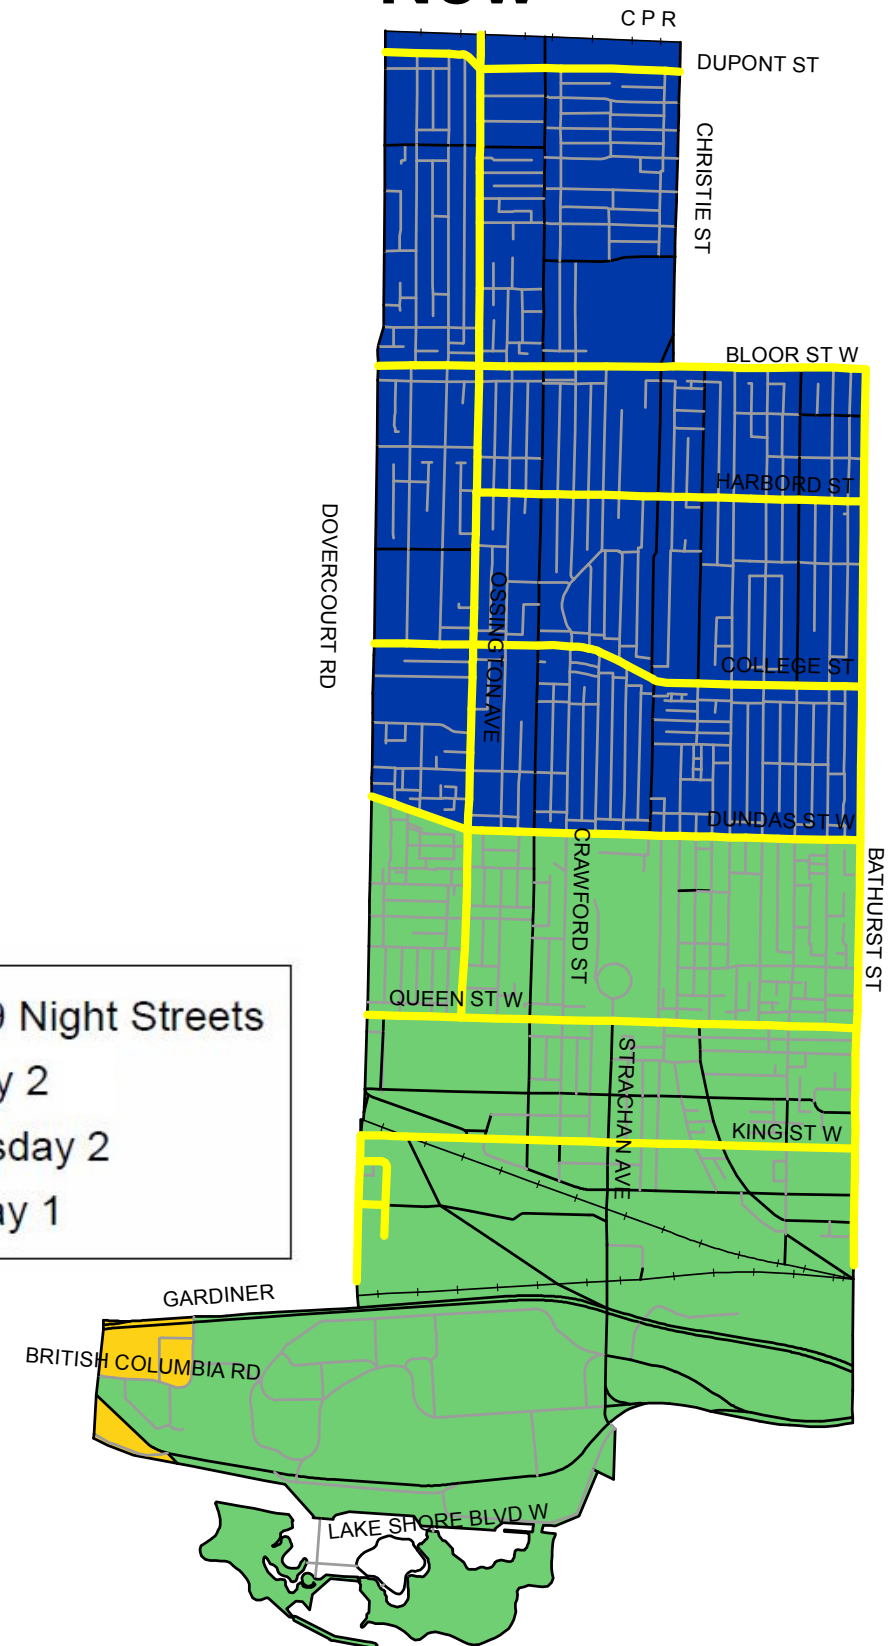 C P R
DUPONT ST
CHRISTIE ST
BLOOR ST W
HARBORD ST
DOVERCOURT RD
OSSINGTON AVE
COLLEGE ST
DUNDAS ST W
CRAWFORD ST
BATHURST ST
Night Streets
2
2
1
QUEEN ST W
STRACHAN AVE
KING ST W
GARDINER
BRITISH COLUMBIA RD
LAKE SHORE BLVD W